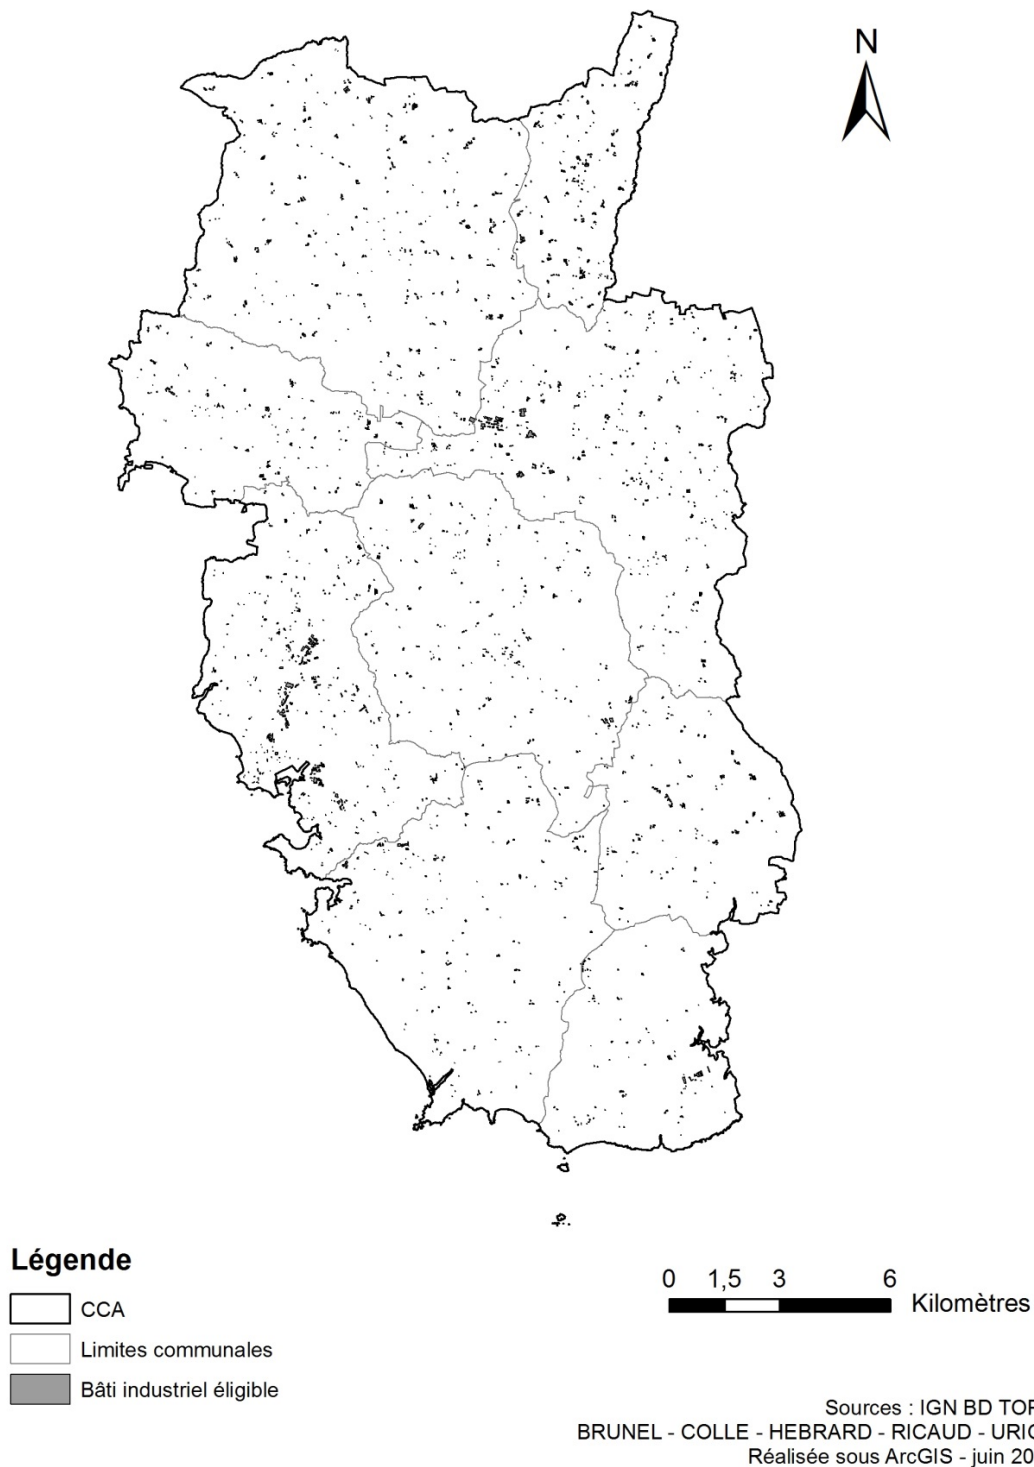 N
Légende
CCA
Limites communales
Bâti industriel éligible
0 1,5 3 6
Kilomètres
Sources : IGN BD
BRUNEL - COLLE - HEBRARD - RICAUD -
Réalisée sous ArcGIS - juin